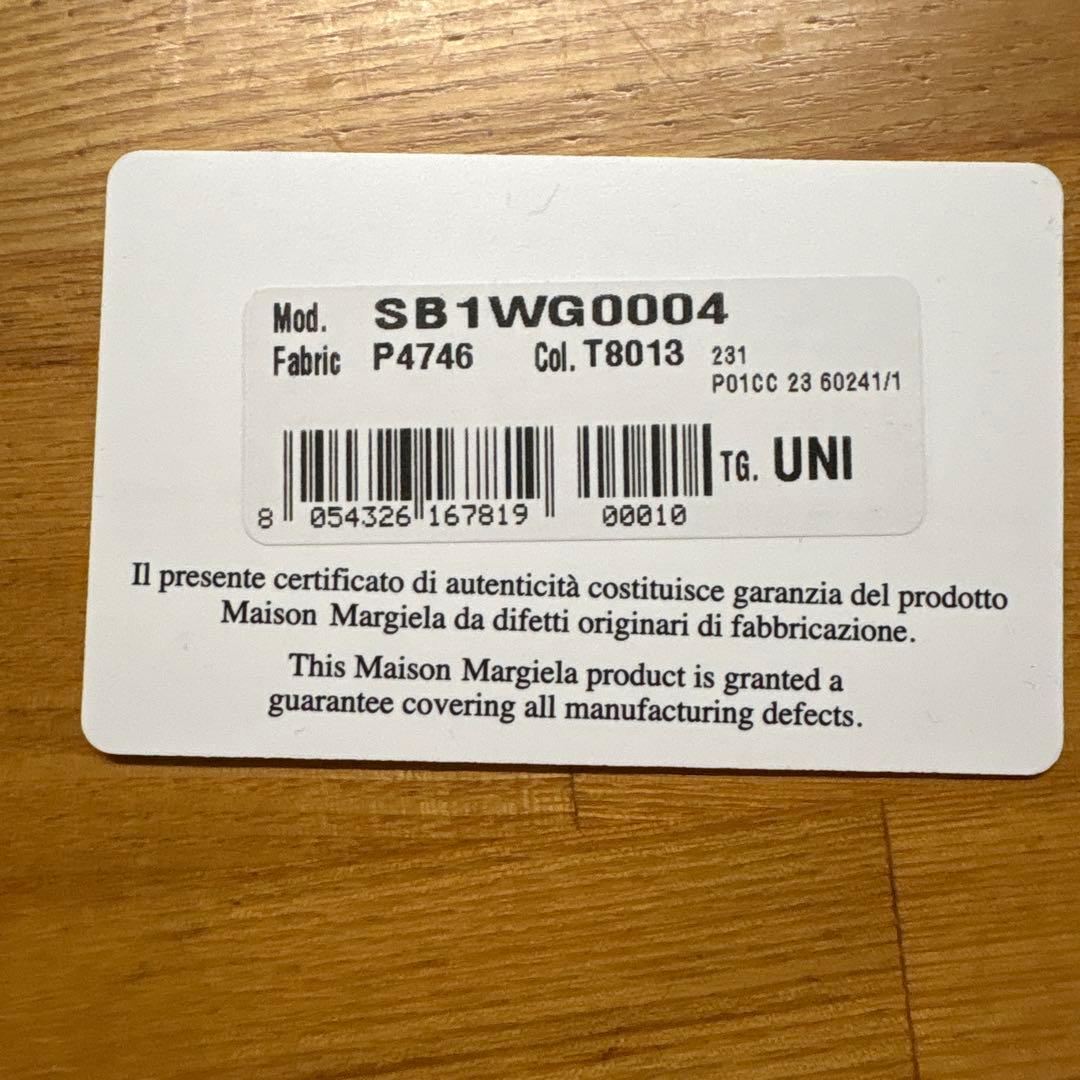 Mod. SB1WG0004
Fabric P4746 Col. T8013 231
P01CC 23 60241/1
TG. UNI
8 054326 167819 00010
Il presente certificato di autenticità costituisce garanzia del prodotto
Maison Margiela da difetti originari di fabbricazione.
This Maison Margiela product is granted a
guarantee covering all manufacturing defects.